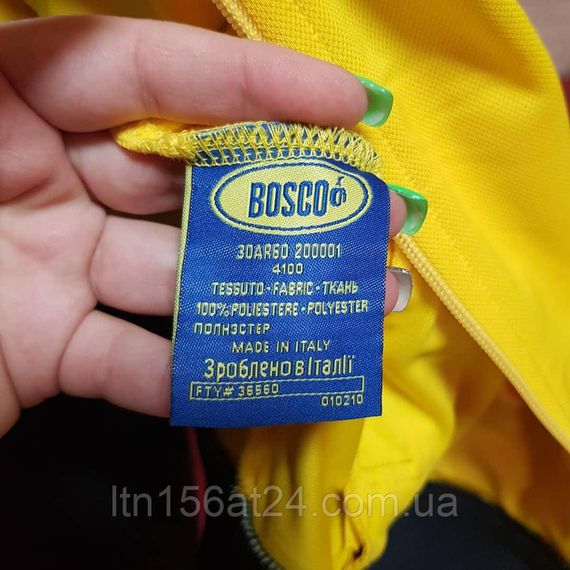 BOSCO
30AR60 200001
4100
TESSUTO - FABRIC - ТКАНЬ
100% POLIESTERE - POLYESTER
ПОЛИЭСТЕР
MADE IN ITALY
Зроблено в Італії
FTY# 36560
010210
ltn156at24.com.ua